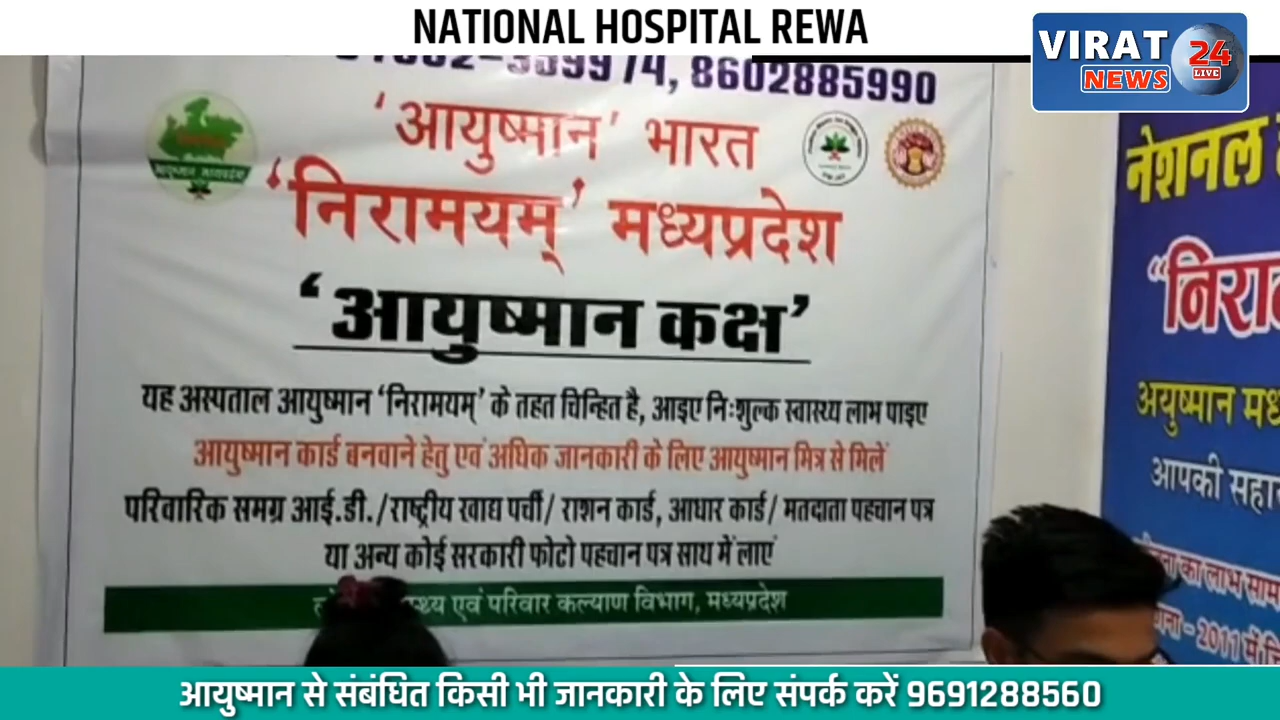 NATIONAL HOSPITAL REWA
VIRAT
24
NEWS
LIVE
8602885990
'आयुष्मान' भारत
'निरामयम्' मध्यप्रदेश
'आयुष्मान कक्ष'
यह अस्पताल आयुष्मान 'निरामयम्' के तहत चिन्हित है, आइए निःशुल्क स्वास्थ्य लाभ पाइए
आयुष्मान कार्ड बनवाने हेतु एवं अधिक जानकारी के लिए आयुष्मान मित्र से मिलें
परिवारिक समग्र आई.डी./राष्ट्रीय खाद्य पर्ची/ राशन कार्ड, आधार कार्ड/ मतदाता पहचान पत्र
या अन्य कोई सरकारी फोटो पहचान पत्र साथ में लाएं
एवं परिवार कल्याण विभाग, मध्यप्रदेश
नेशनल
अयुष्मान
आपकी
का लाभ
- 2011 में
आयुष्मान से संबंधित किसी भी जानकारी के लिए संपर्क करें 9691288560